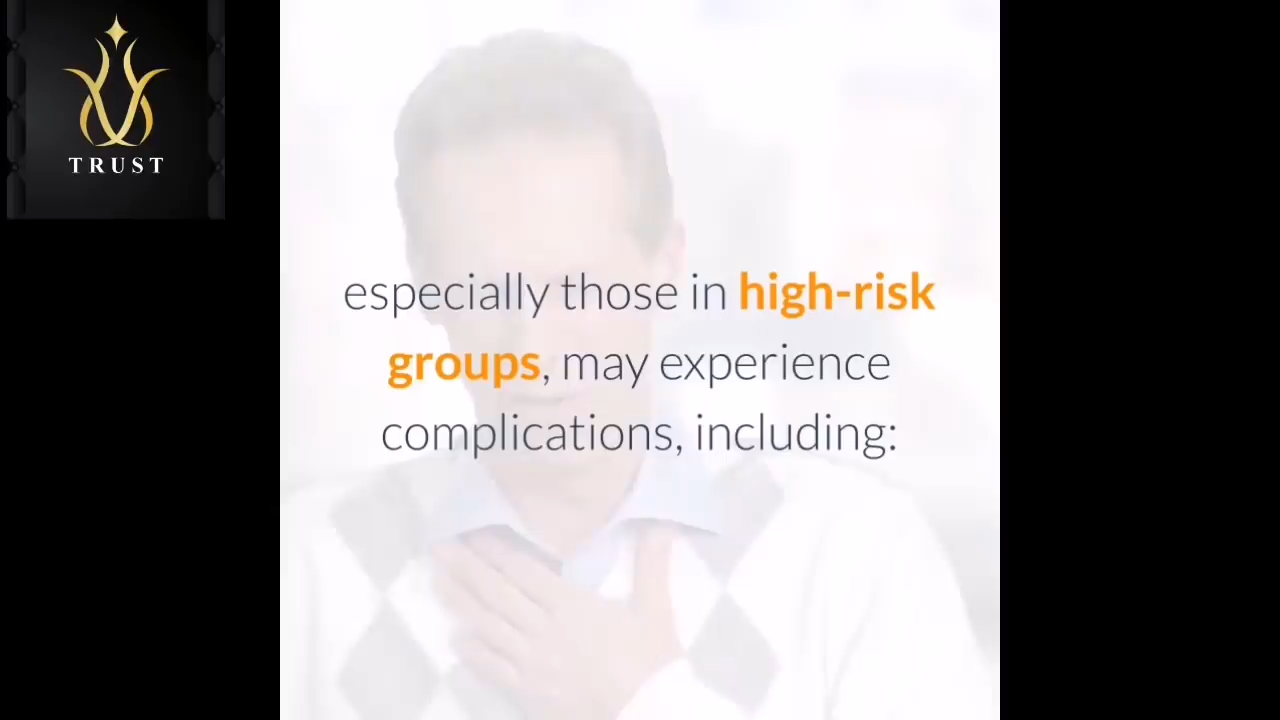 TRUST
especially those in high-risk
groups, may experience
complications, including: